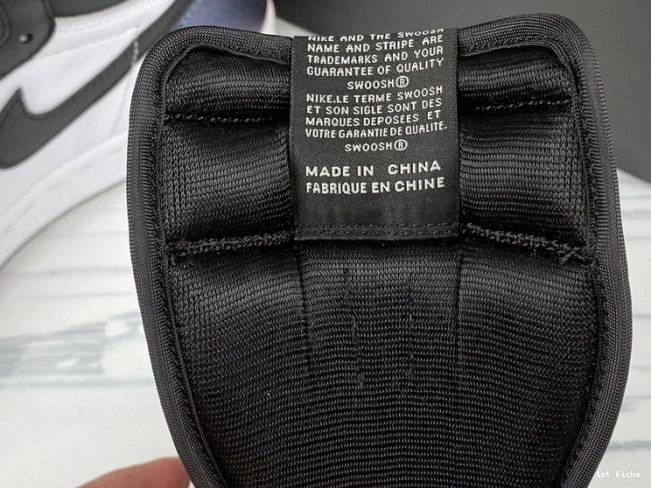 NIKE AND THE SWOOSH
NAME AND STRIPE ARE
TRADEMARKS AND YOUR
GUARANTEE OF QUALITY
SWOOSH®
NIKE.LE TERME SWOOSH
ET SON SIGLE SONT DES
MARQUES DEPOSÉES ET
VOTRE GARANTIE DE QUALITÉ.
SWOOSH®
MADE IN CHINA
FABRIQUE EN CHINE
1st Kicks